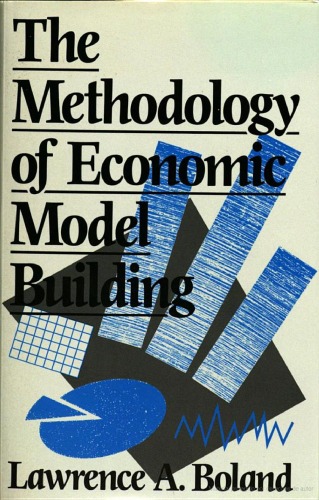 The
Methodology
of Economic
Model
Building
Lawrence A. Boland